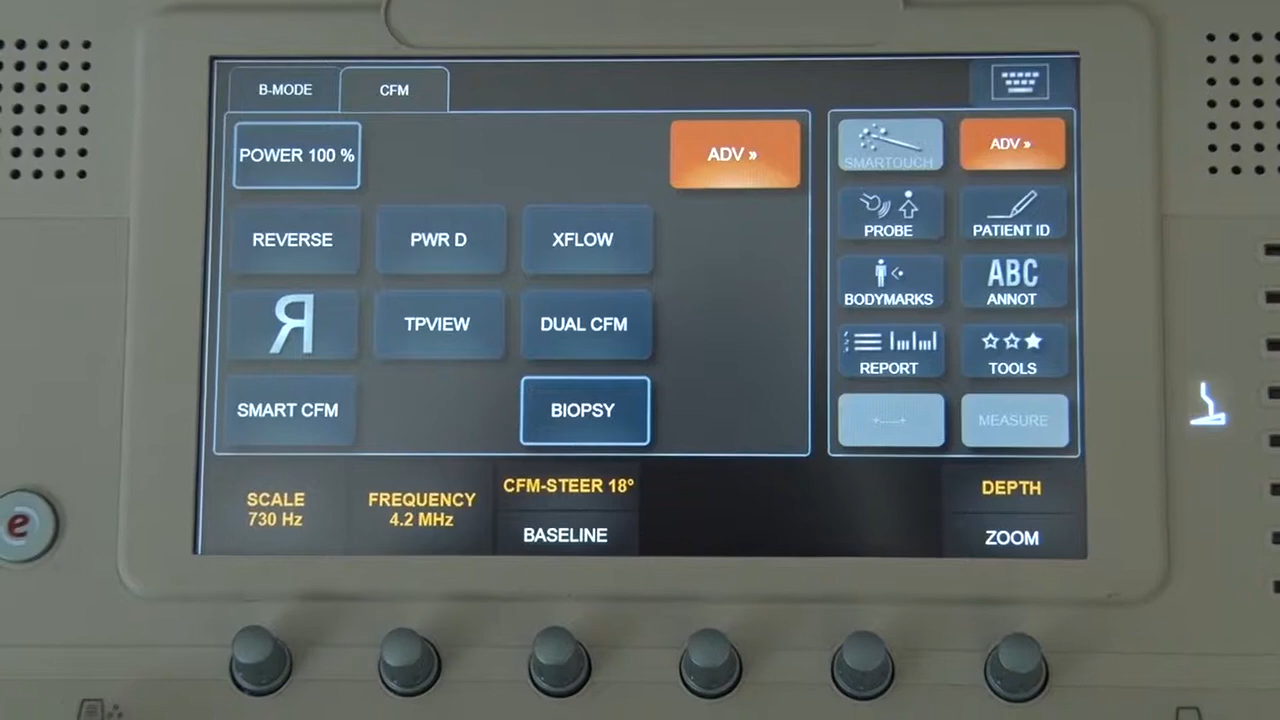 B-MODE
CFM
POWER 100 %
ADV »
REVERSE
PWR D
XFLOW
Я
TPVIEW
DUAL CFM
SMART CFM
BIOPSY
SMARTOUCH
ADV »
PROBE
PATIENT ID
BODYMARKS
ABC
ANNOT
REPORT
TOOLS
+.....+
MEASURE
SCALE
730 Hz
FREQUENCY
4.2 MHz
CFM-STEER 18°
BASELINE
DEPTH
ZOOM
e